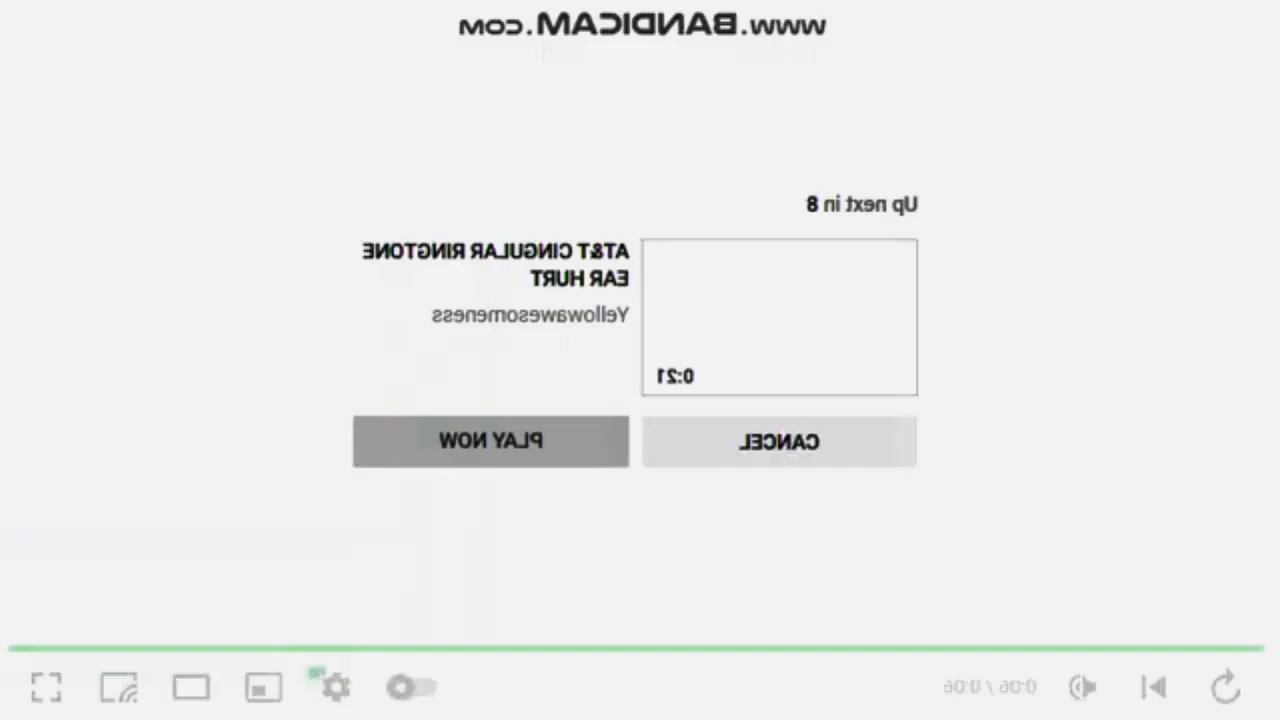 www.BANDICAM.com
Up next in 8
AT&T CINGULAR RINGTONE
EAR HURT
Yellowawesomeness
0:21
CANCEL
PLAY NOW
0:06 / 0:06
HD